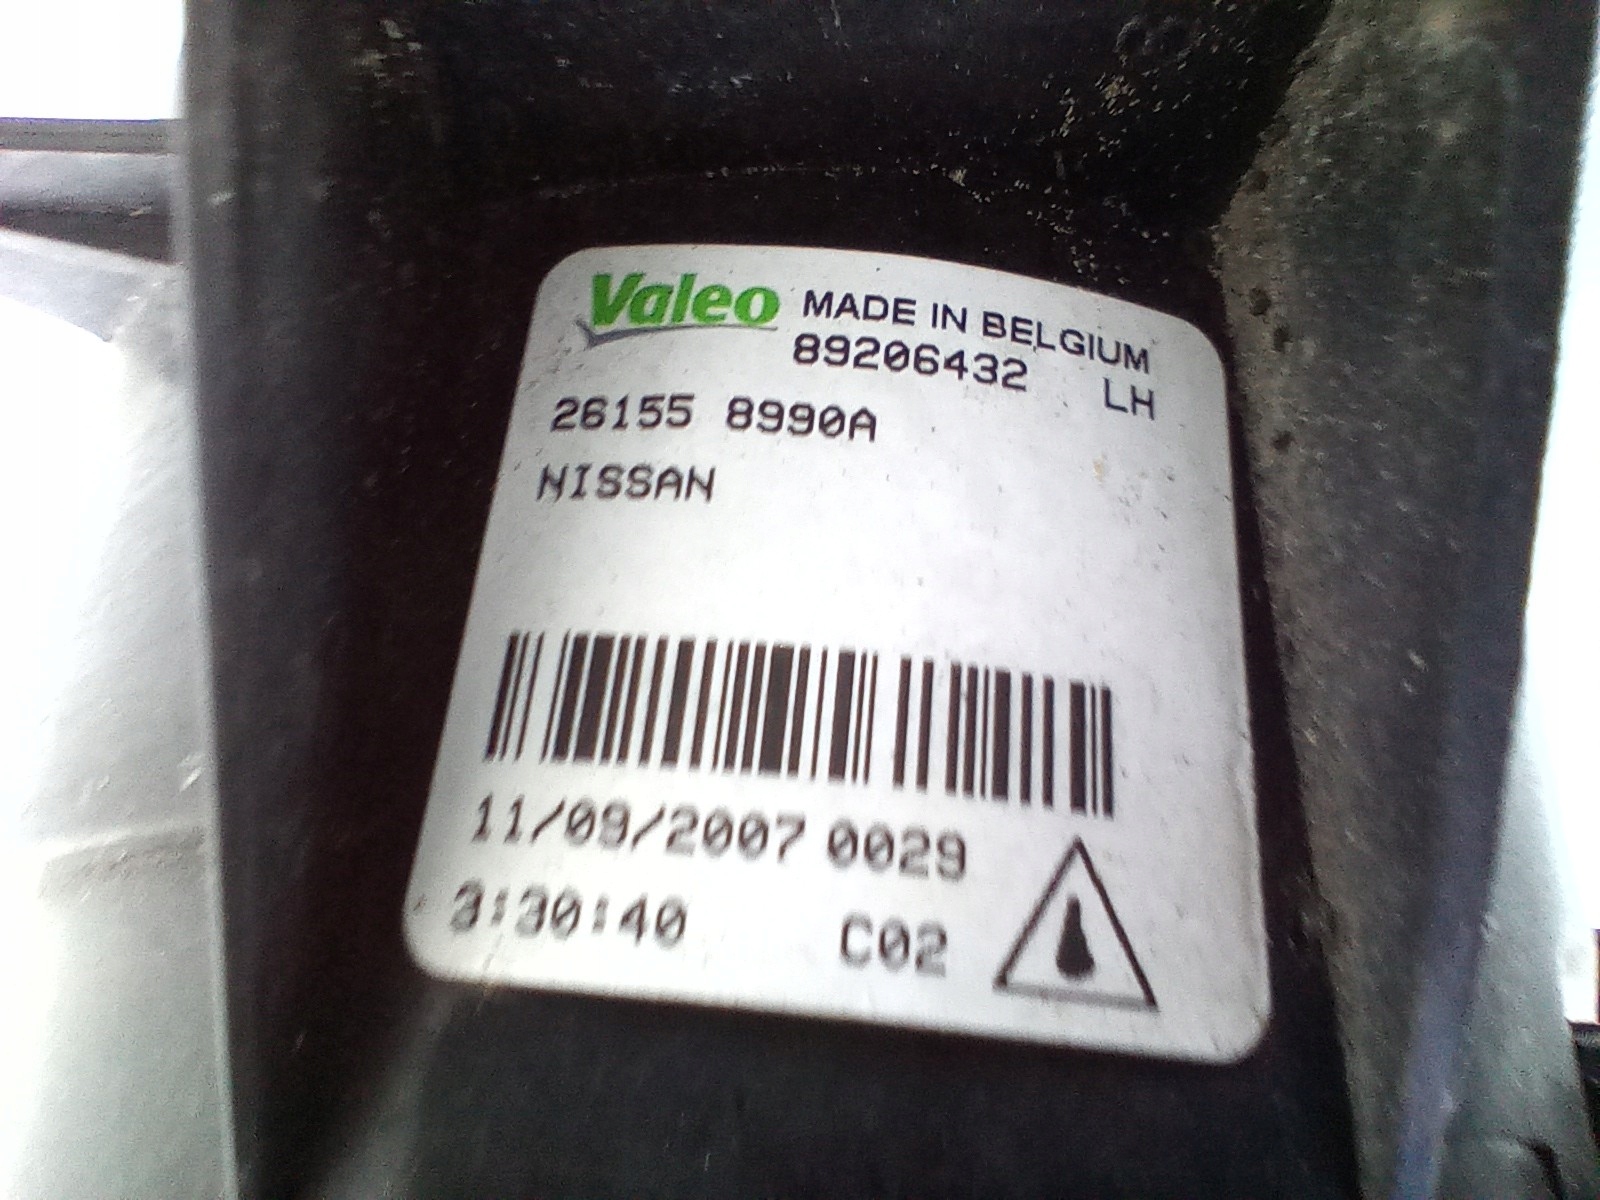 Valeo MADE IN BELGIUM
89206432 LH
26155 8990A
NISSAN
11/09/2007 0029
3:30:40 C02